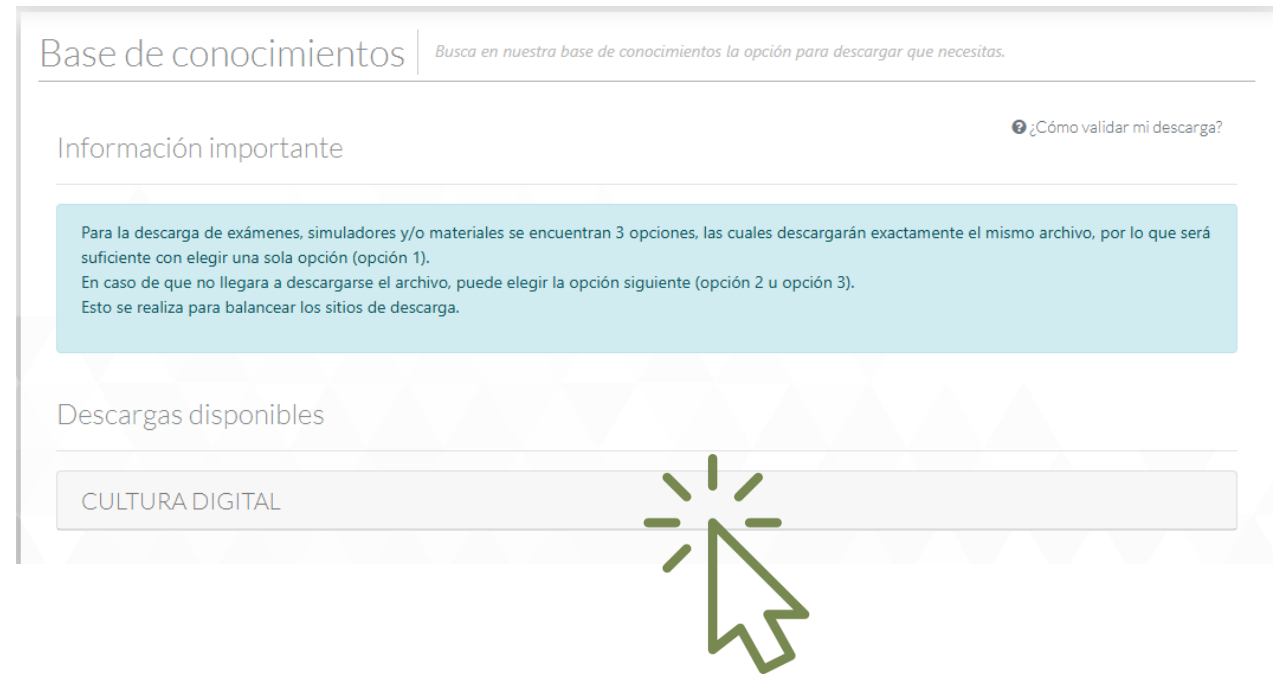 Base de conocimientos
Busca en nuestra base de conocimientos la opción para descargar que necesitas.
¿Cómo validar mi descarga?
Información importante
Para la descarga de exámenes, simuladores y/o materiales se encuentran 3 opciones, las cuales descargarán exactamente el mismo archivo, por lo que será
suficiente con elegir una sola opción (opción 1).
En caso de que no llegara a descargarse el archivo, puede elegir la opción siguiente (opción 2 u opción 3).
Esto se realiza para balancear los sitios de descarga.
Descargas disponibles
CULTURA DIGITAL